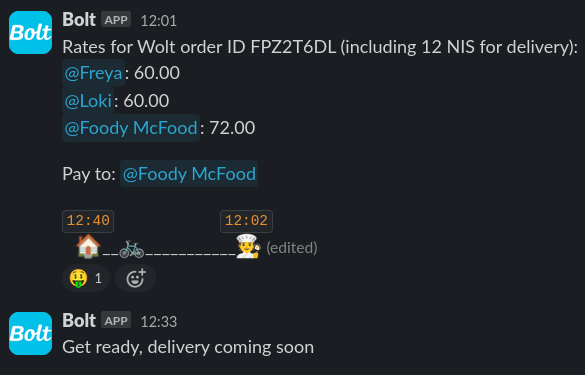 Bolt
Bolt APP 12:01
Rates for Wolt order ID FPZ2T6DL (including 12 NIS for delivery):
@Freya: 60.00
@Loki: 60.00
@Foody McFood: 72.00
Pay to: @Foody McFood
12:40 12:02
🏠__🚲___________🧑‍🍳 (edited)
🤑 1
Bolt
Bolt APP 12:33
Get ready, delivery coming soon